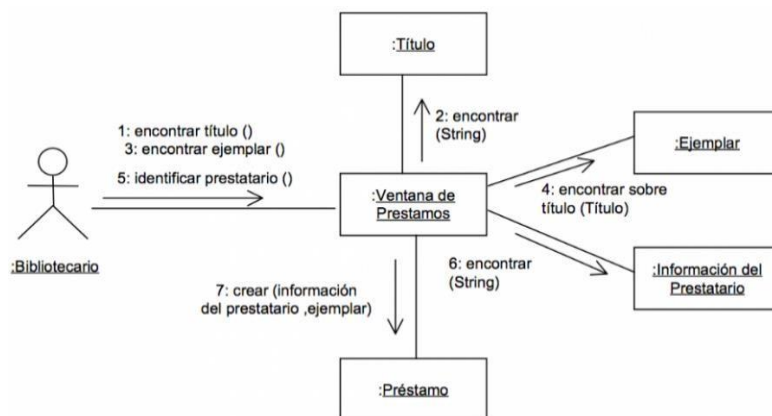 :Título
1: encontrar título ()
3: encontrar ejemplar ()
5: identificar prestatario ()
2: encontrar
(String)
:Ejemplar
:Ventana de
Prestamos
4: encontrar sobre
título (Título)
:Bibliotecario
6: encontrar
(String)
:Información del
Prestatario
7: crear (información
del prestatario ,ejemplar)
:Préstamo